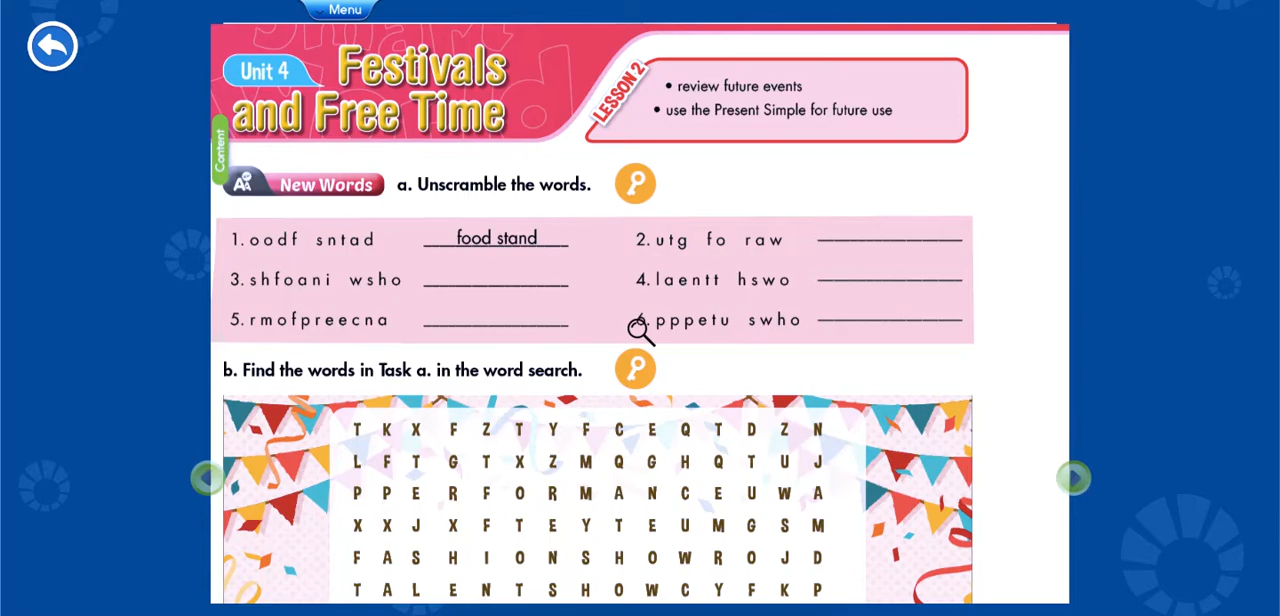 Menu
Unit 4
Festivals
and Free Time
LESSON 2
• review future events
• use the Present Simple for future use
Content
New Words
a. Unscramble the words.
1. o o d f s n t a d food stand
2. u t g f o r a w
3. s h f o a n i w s h o
4. l a e n t t h s w o
5. r m o f p r e e c n a
6. p p p e t u s w h o
b. Find the words in Task a. in the word search.
T K X F Z T Y F C E Q T D Z N
L F T G T X Z M Q G H Q T U J
P P E R F O R M A N C E U W A
X X J X F T E Y T E U M G S M
F A S H I O N S H O W R O J D
T A L E N T S H O W C Y F K P